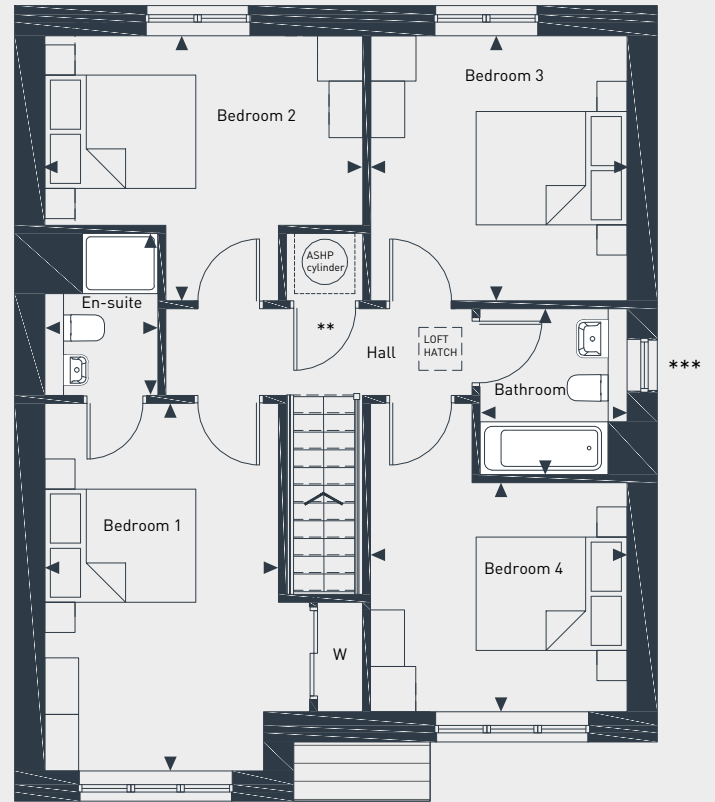 Bedroom 3
Bedroom 2
ASHP
cylinder
En-suite
**
LOFT
HATCH
Hall
***
Bathroom
Bedroom 1
Bedroom 4
W